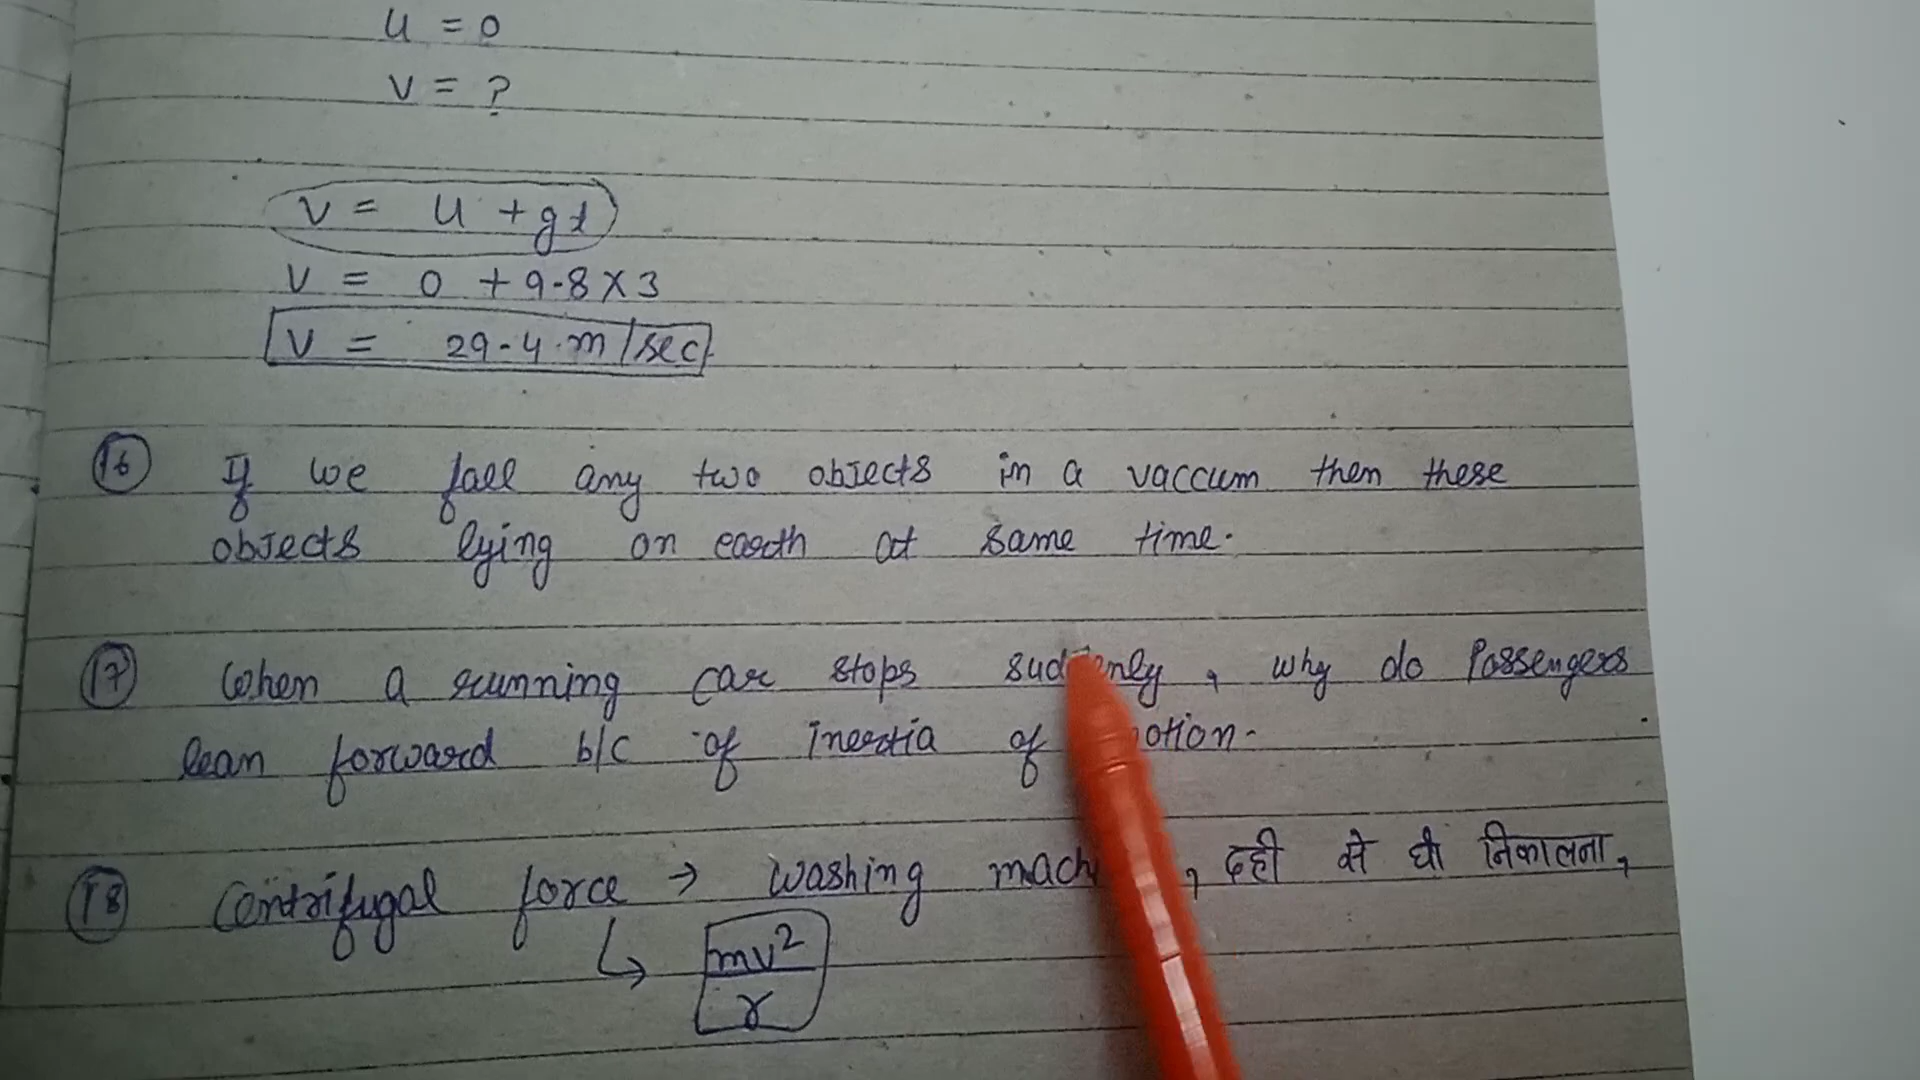 u = 0
v = ?
v = u + gt
v = 0 + 9.8 x 3
v = 29.4 m/sec
16 If we fall any two objects in a vaccum then these
objects lying on earth at same time.
17 When a running car stops suddenly, why do Passengers
lean forward b/c of inertia of
18 Centrifugal force → washing , दही से घी निकालना,
↳ mv²/r